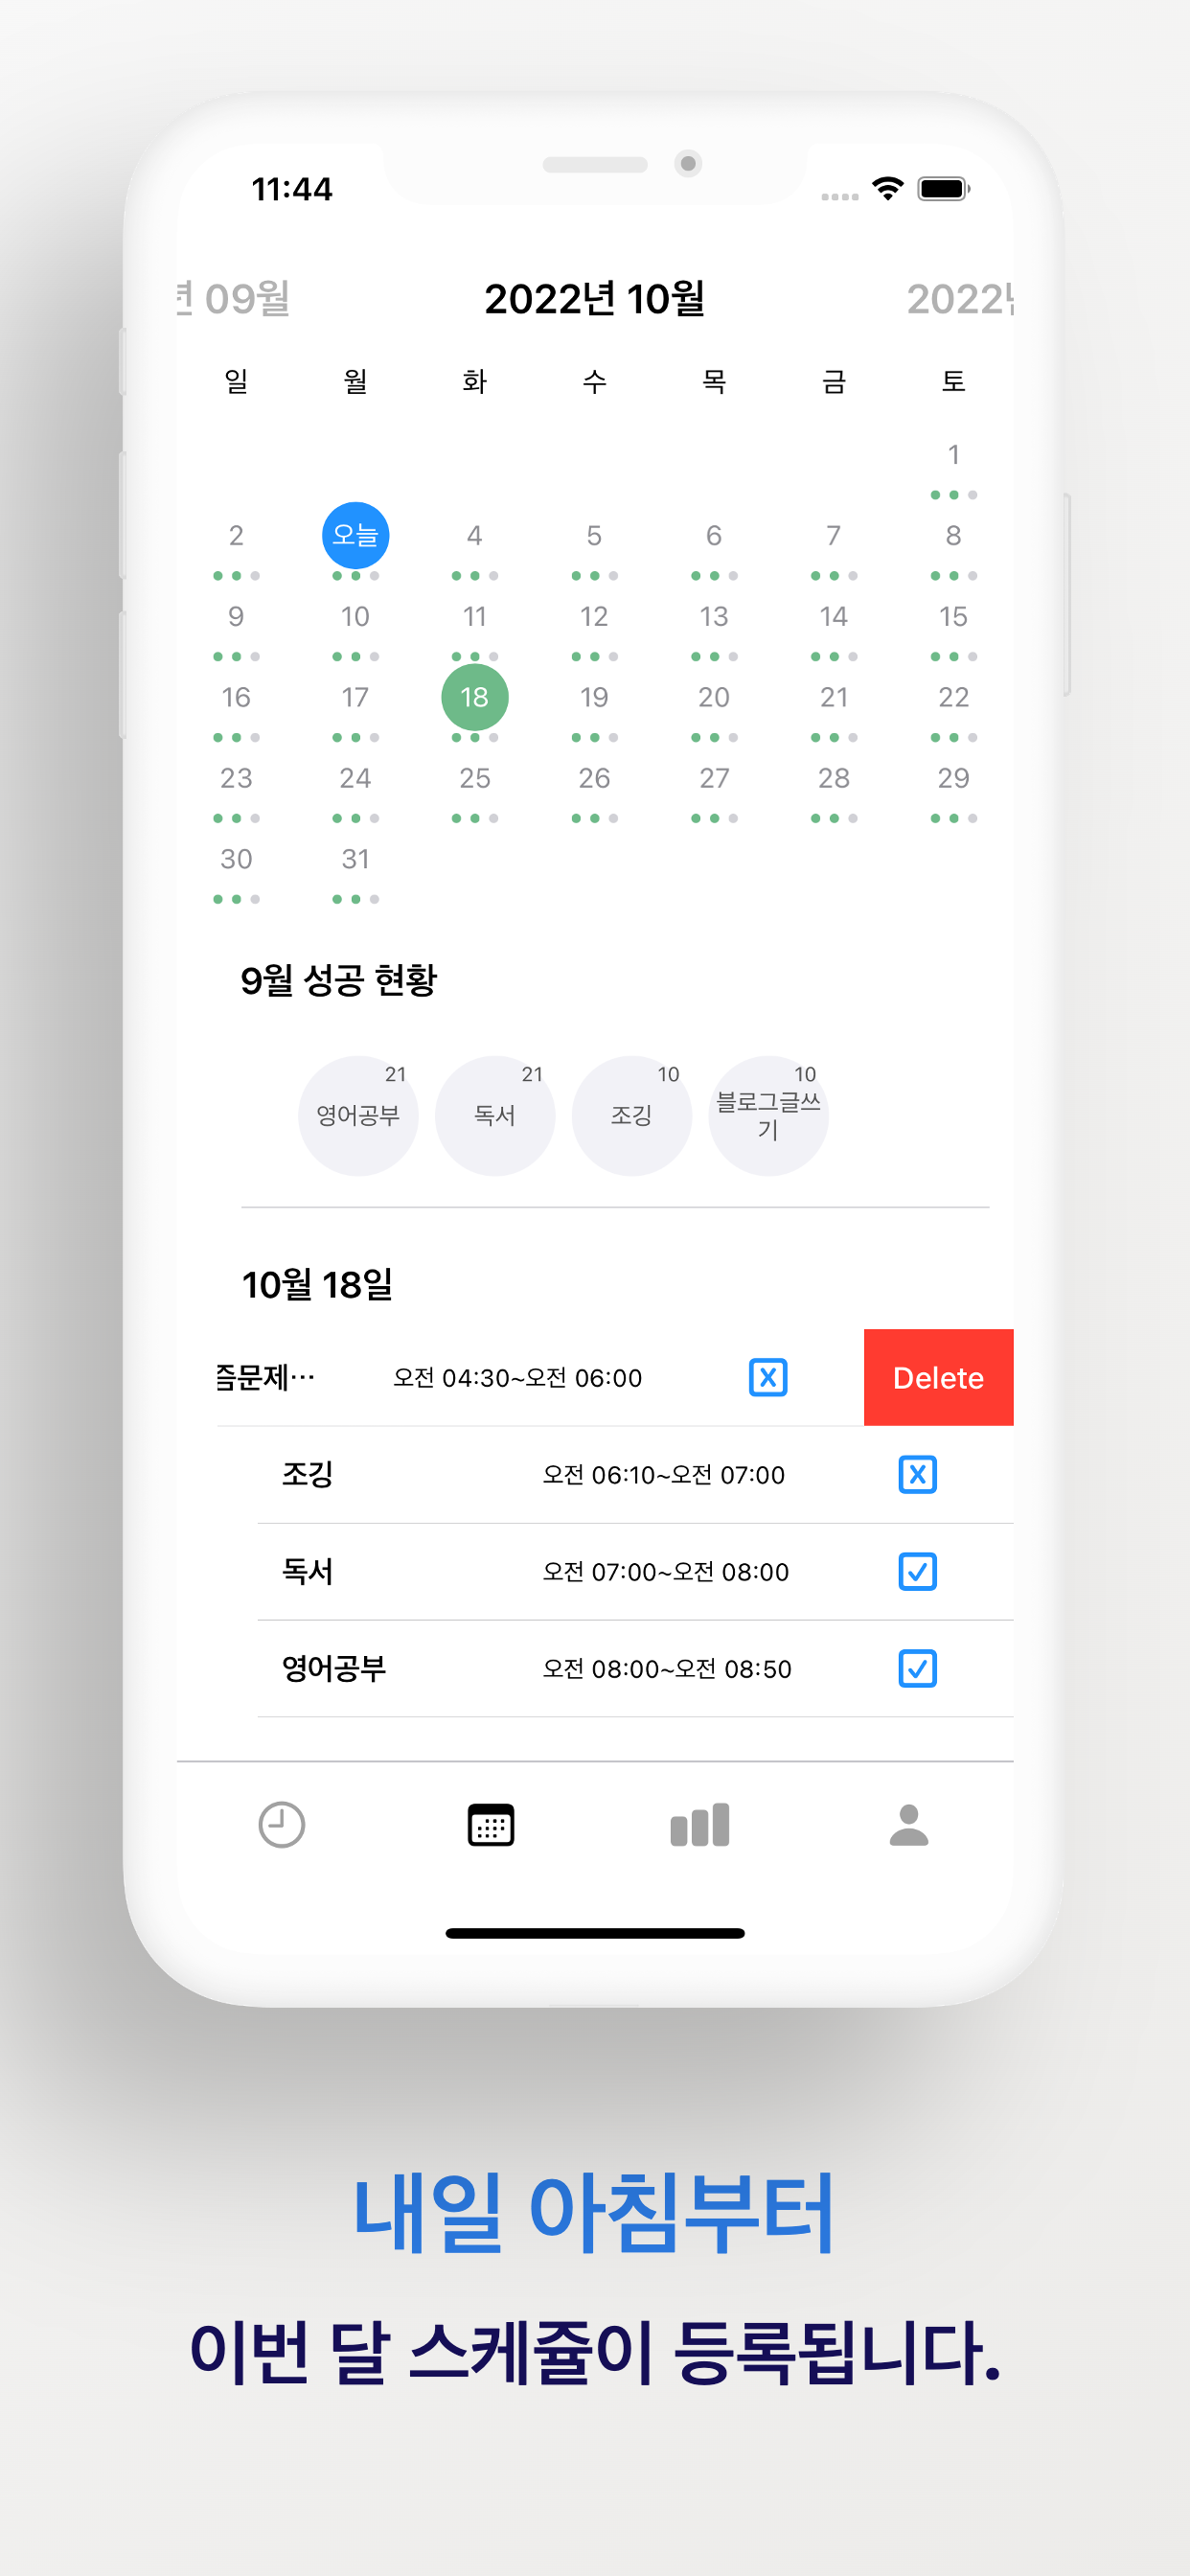 11:44
년 09월 2022년 10월 2022년
일 월 화 수 목 금 토
1
2 오늘 4 5 6 7 8
9 10 11 12 13 14 15
16 17 18 19 20 21 22
23 24 25 26 27 28 29
30 31
9월 성공 현황
21 21 10 10
영어공부 독서 조깅 블로그글쓰
기
10월 18일
줌문제… 오전 04:30~오전 06:00 Delete
조깅 오전 06:10~오전 07:00
독서 오전 07:00~오전 08:00
영어공부 오전 08:00~오전 08:50
내일 아침부터
이번 달 스케쥴이 등록됩니다.